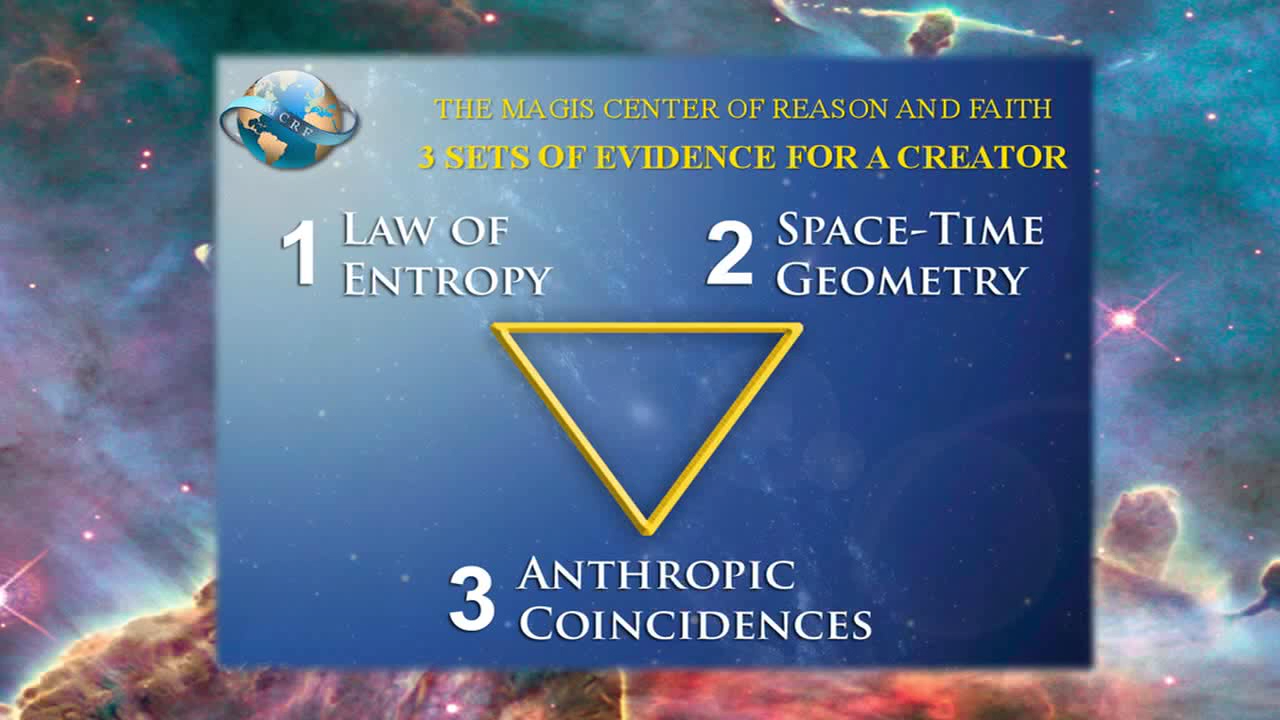 THE MAGIS CENTER OF REASON AND FAITH
3 SETS OF EVIDENCE FOR A CREATOR
1 LAW OF
ENTROPY
2 SPACE-TIME
GEOMETRY
3 ANTHROPIC
COINCIDENCES